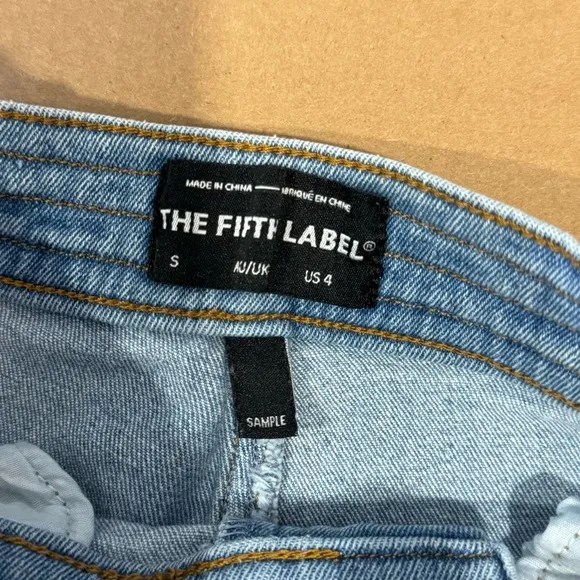 MADE IN CHINA — FABRIQUÉ EN CHINE
THE FIFTH LABEL®
S AU/UK US 4
SAMPLE